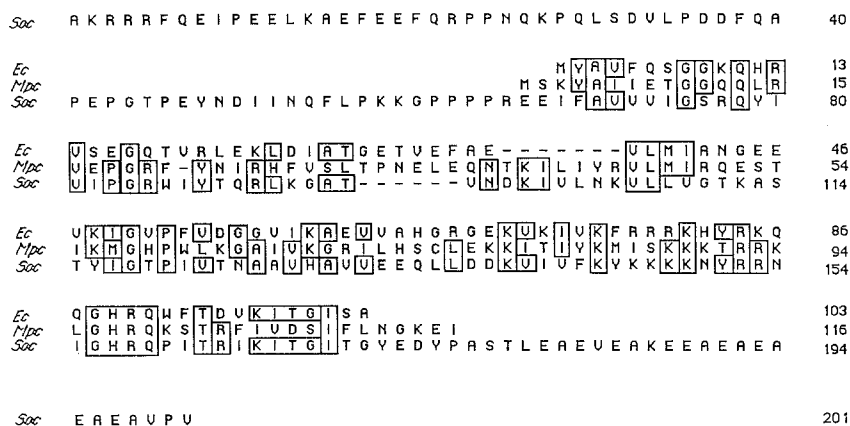 Soc A K R R R F Q E I P E E L K A E F E E F Q R P P N Q K P Q L S D V L P D D F Q A 40
Ec M Y A V F Q S G G K Q H R 13
Mpc M S K Y A I I E T G G Q Q L R 15
Soc P E P G T P E Y N D I I N Q F L P K K G P P P P R E E I F A V V V I G S R Q Y I 80
Ec V S E G Q T V R L E K L D I A T G E T V E F A E - - - - - - - V L M I A N G E E 46
Mpc V E P G R F - Y N I R H F V S L T P N E L E Q N T K I L I Y R V L M I R Q E S T 54
Soc V I P G R W I Y T Q R L K G A T - - - - - - V N D K I V L N K V L L V G T K A S 114
Ec V K I G V P F V D G G V I K A E V V A H G R G E K V K I V K F R R R K H Y R K Q 86
Mpc I K M G H P W L K G A I V K G R I L H S C L E K K I T I Y K M I S K K K T R R K 94
Soc T Y I G T P I V T N A A V H A V V E E Q L L D D K V I V F K Y K K K K N Y R R N 154
Ec Q G H R Q W F T D V K I T G I S A 103
Mpc L G H R Q K S T R F I V D S I F L N G K E I 116
Soc I G H R Q P I T R I K I T G I T G Y E D Y P A S T L E A E V E A K E E A E A E A 194
Soc E A E A V P V 201